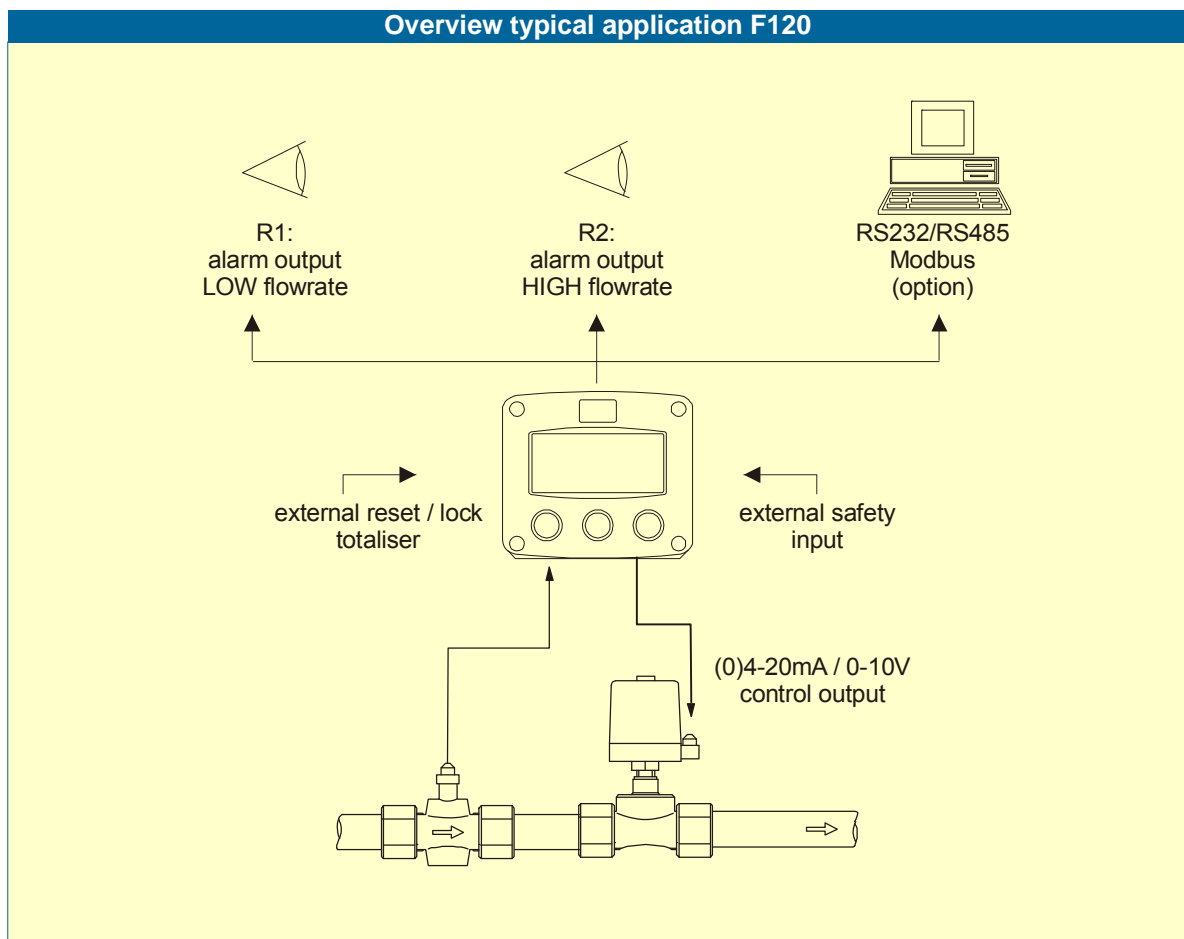 Overview typical application F120
R1:
alarm output
LOW flowrate
R2:
alarm output
HIGH flowrate
RS232/RS485
Modbus
(option)
external reset / lock
totaliser
external safety
input
(0)4-20mA / 0-10V
control output